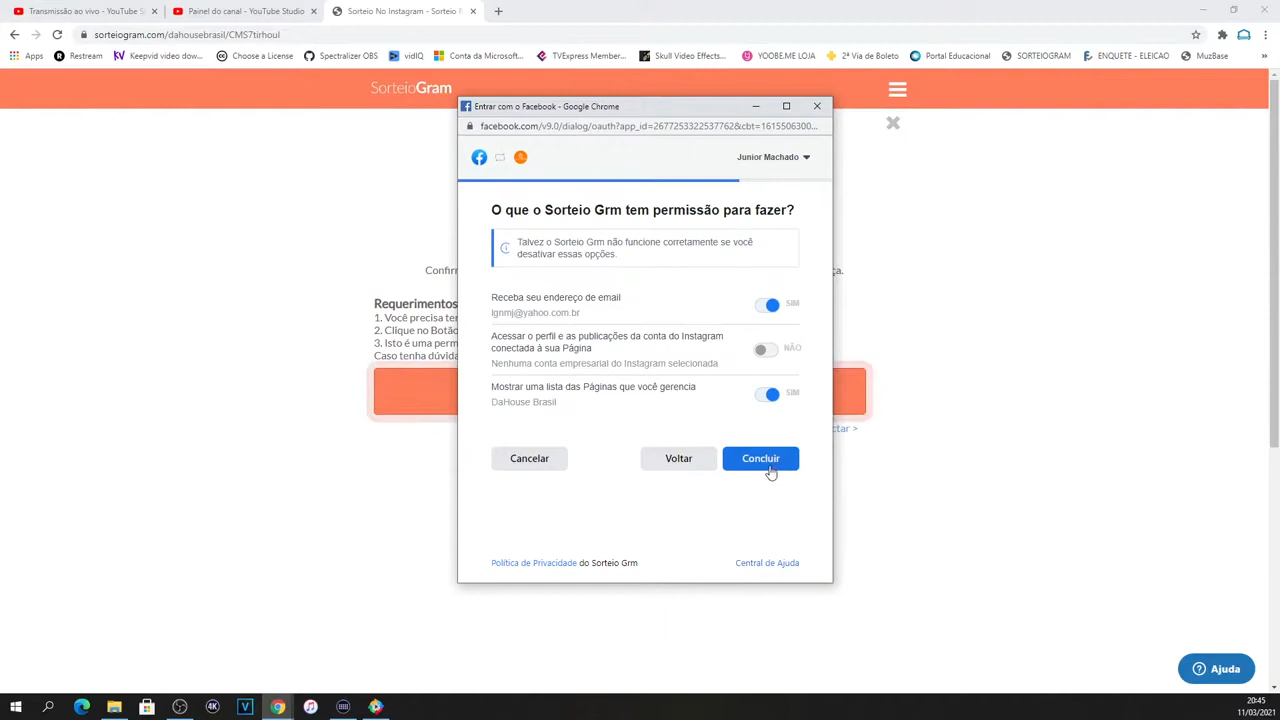 Transmissão ao vivo - YouTube S
Painel do canal - YouTube Studio
Sorteio No Instagram - Sorteio
sorteiogram.com/dahousebrasil/CMS7tirhouI
Apps
Restream
Keepvid video dow...
Choose a License
Spectralizer OBS
vidIQ
Conta da Microsoft...
TVExpress Member...
Skull Video Effects...
YOOBE.ME LOJA
2ª Via de Boleto
Portal Educacional
SORTEIOGRAM
ENQUETE - ELEICAO
MuzBase
»
SorteioGram
Entrar com o Facebook - Google Chrome
facebook.com/v9.0/dialog/oauth?app_id=2677253322537762&cbt=1615506300...
Junior Machado
O que o Sorteio Grm tem permissão para fazer?
Talvez o Sorteio Grm não funcione corretamente se você
desativar essas opções.
Confirm
ça.
Requerimentos
1. Você precisa ter
2. Clique no Botão
3. Isto é uma perm
Caso tenha dúvida
ctar >
Receba seu endereço de email
SIM
lgnmj@yahoo.com.br
Acessar o perfil e as publicações da conta do Instagram
conectada à sua Página
NÃO
Nenhuma conta empresarial do Instagram selecionada
Mostrar uma lista das Páginas que você gerencia
SIM
DaHouse Brasil
Cancelar
Voltar
Concluir
Política de Privacidade do Sorteio Grm
Central de Ajuda
Ajuda
4K
V
20:45
11/03/2021